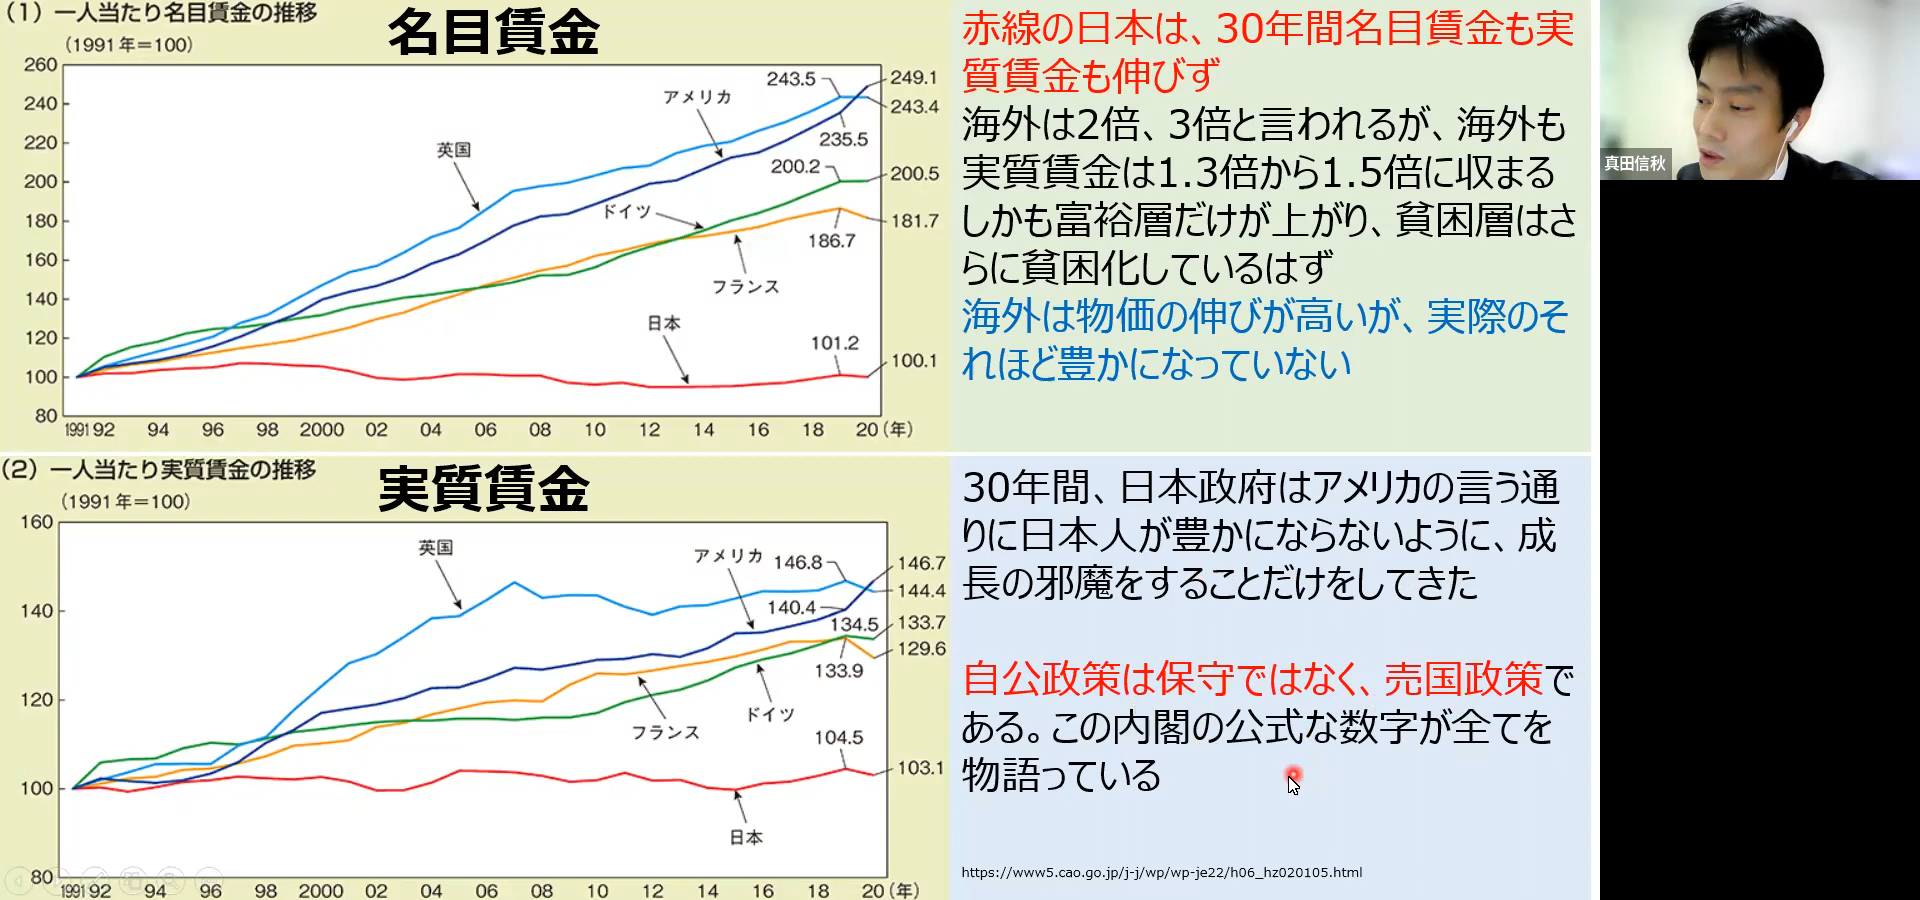 (1) 一人当たり名目賃金の推移
名目賃金
(1991年=100)
260
240
220
200
180
160
140
120
100
80
英国
アメリカ
ドイツ
フランス
日本
243.5
249.1
243.4
235.5
200.2
200.5
186.7
181.7
101.2
100.1
1991 92 94 96 98 2000 02 04 06 08 10 12 14 16 18 20(年)
赤線の日本は、30年間名目賃金も実
質賃金も伸びず
海外は2倍、3倍と言われるが、海外も
実質賃金は1.3倍から1.5倍に収まる
しかも富裕層だけが上がり、貧困層はさ
らに貧困化しているはず
海外は物価の伸びが高いが、実際のそ
れほど豊かになっていない
真田信秋
(2) 一人当たり実質賃金の推移
実質賃金
(1991年=100)
160
140
120
100
80
英国
アメリカ
フランス
ドイツ
日本
146.8
146.7
144.4
140.4
134.5
133.7
133.9
129.6
104.5
103.1
1991 92 94 96 98 2000 02 04 06 08 10 12 14 16 18 20(年)
30年間、日本政府はアメリカの言う通
りに日本人が豊かにならないように、成
長の邪魔をすることだけをしてきた
自公政策は保守ではなく、売国政策で
ある。この内閣の公式な数字が全てを
物語っている
https://www5.cao.go.jp/j-j/wp/wp-je22/h06_hz020105.html